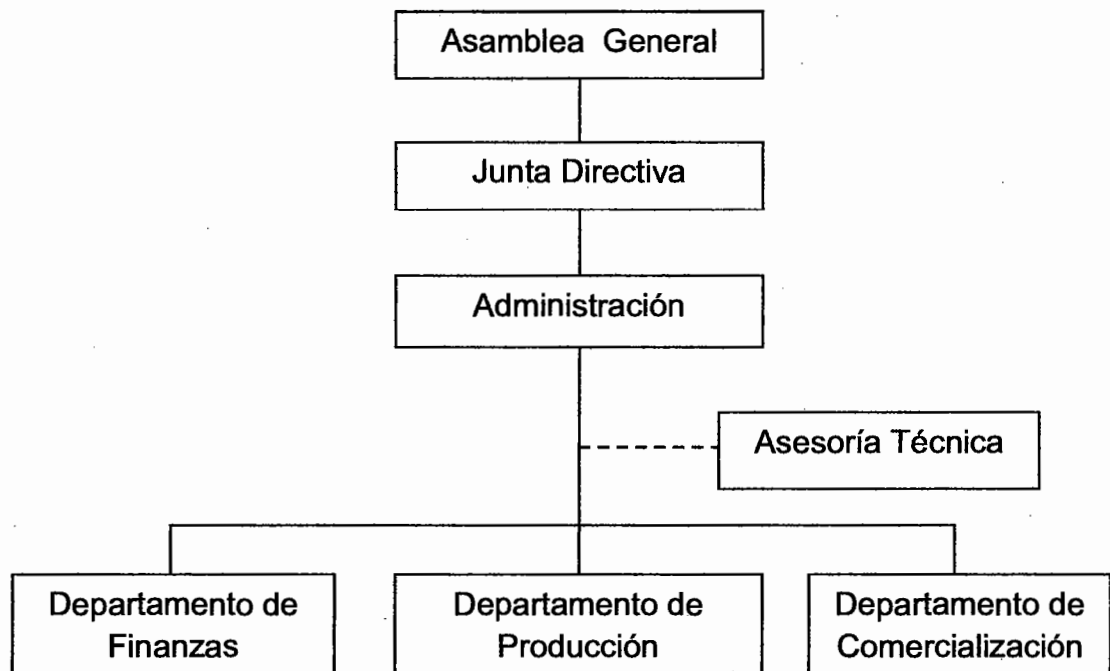 Asamblea General
Junta Directiva
Administración
Asesoría Técnica
Departamento de
Finanzas
Departamento de
Producción
Departamento de
Comercialización